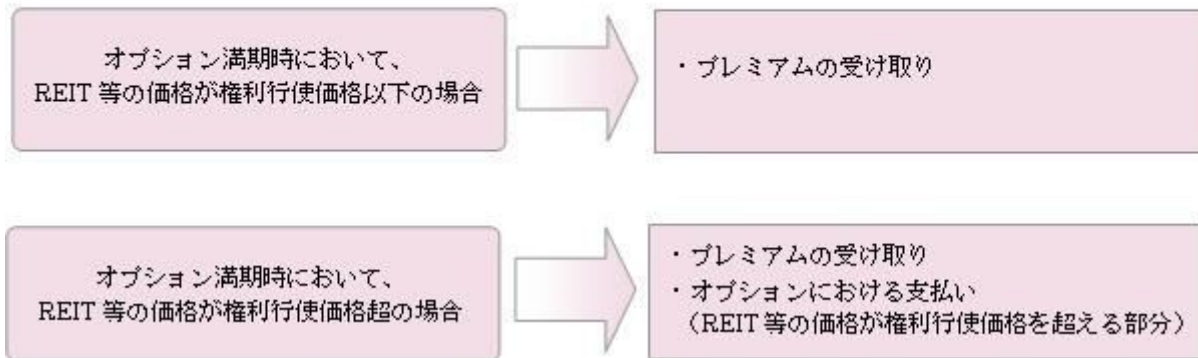 オプション満期時において、
REIT 等の価格が権利行使価格以下の場合
・プレミアムの受け取り
オプション満期時において、
REIT 等の価格が権利行使価格超の場合
・プレミアムの受け取り
・オプションにおける支払い
（REIT 等の価格が権利行使価格を超える部分）